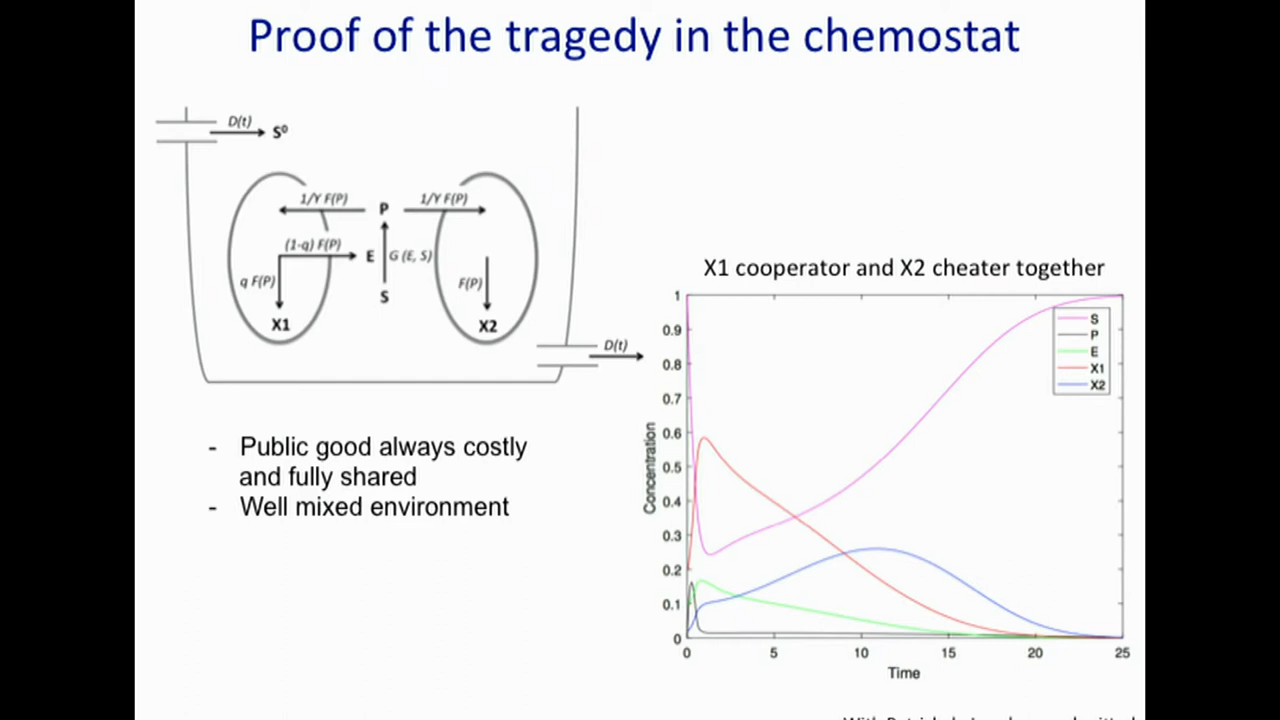 Proof of the tragedy in the chemostat
D(t)
S⁰
1/Y F(P)
P
1/Y F(P)
(1-q) F(P)
E
G (E, S)
q F(P)
F(P)
S
X1
X2
D(t)
- Public good always costly
and fully shared
- Well mixed environment
X1 cooperator and X2 cheater together
S
P
E
X1
X2
1
0.9
0.8
0.7
0.6
0.5
0.4
0.3
0.2
0.1
0
Concentration
0 5 10 15 20 25
Time